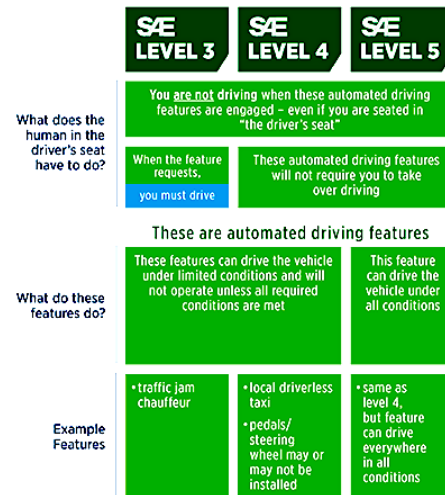 SAE
LEVEL 3
SAE
LEVEL 4
SAE
LEVEL 5
What does the
human in the
driver's seat
have to do?
You are not driving when these automated driving
features are engaged – even if you are seated in
"the driver's seat"
When the feature
requests,
you must drive
These automated driving features
will not require you to take
over driving
These are automated driving features
What do these
features do?
These features can drive the vehicle
under limited conditions and will
not operate unless all required
conditions are met
This feature
can drive the
vehicle under
all conditions
Example
Features
• traffic jam
chauffeur
• local driverless
taxi
• pedals/
steering
wheel may or
may not be
installed
• same as
level 4,
but feature
can drive
everywhere
in all
conditions